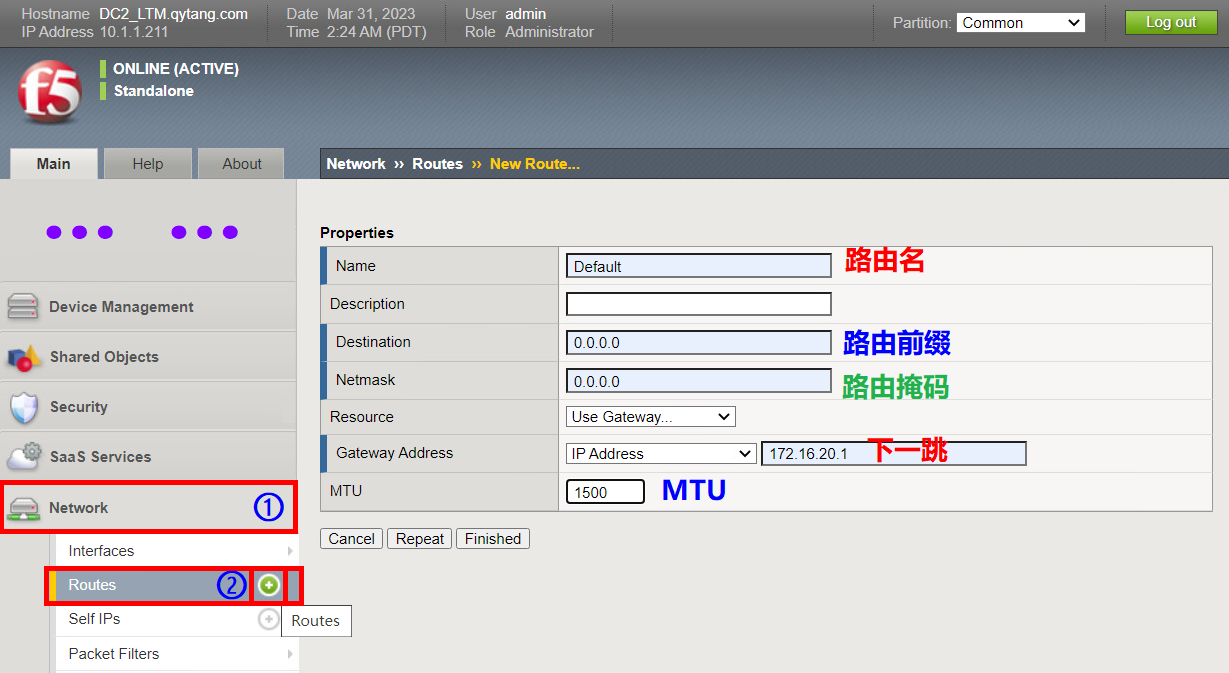 Hostname DC2_LTM.qytang.com Date Mar 31, 2023 User admin
IP Address 10.1.1.211 Time 2:24 AM (PDT) Role Administrator
Partition: Common Log out
f5
ONLINE (ACTIVE)
Standalone
Main Help About
Network ›› Routes ›› New Route...
Properties
Name Default 路由名
Description
Destination 0.0.0.0 路由前缀
Netmask 0.0.0.0 路由掩码
Resource Use Gateway...
Gateway Address IP Address 172.16.20.1 下一跳
MTU 1500 MTU
Cancel Repeat Finished
Device Management
Shared Objects
Security
SaaS Services
Network ①
Interfaces
Routes ②
Self IPs
Routes
Packet Filters